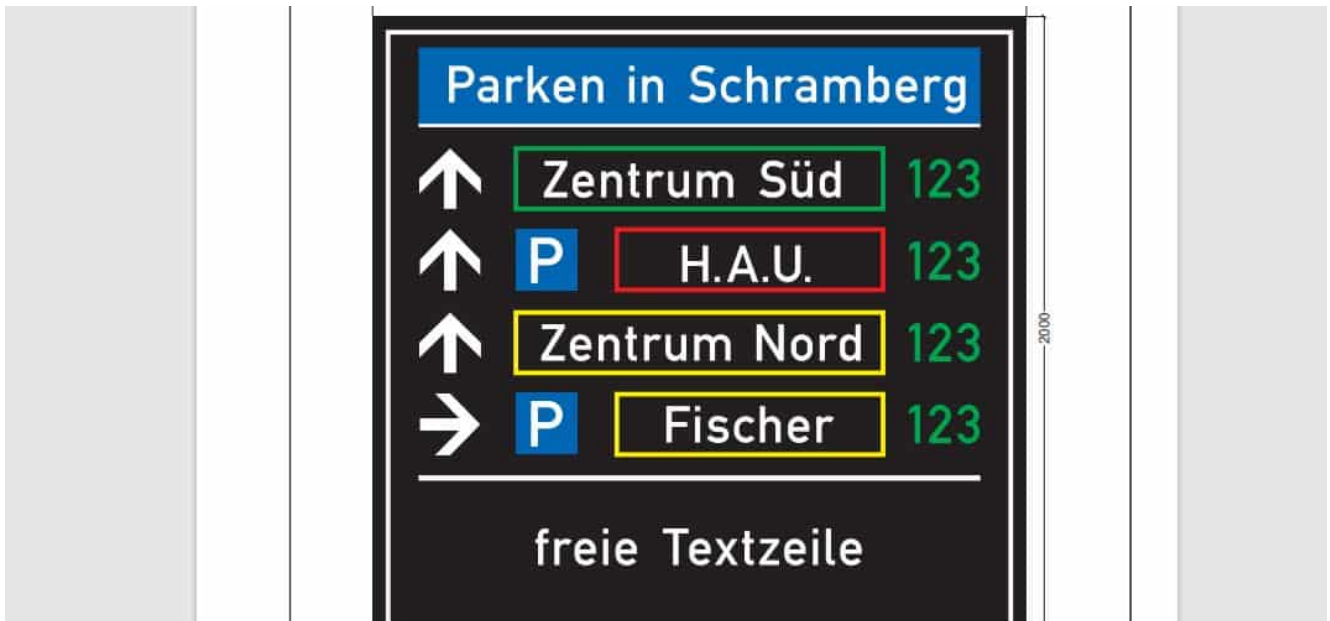 Parken in Schramberg
Zentrum Süd 123
P H.A.U. 123
Zentrum Nord 123
P Fischer 123
freie Textzeile
2000